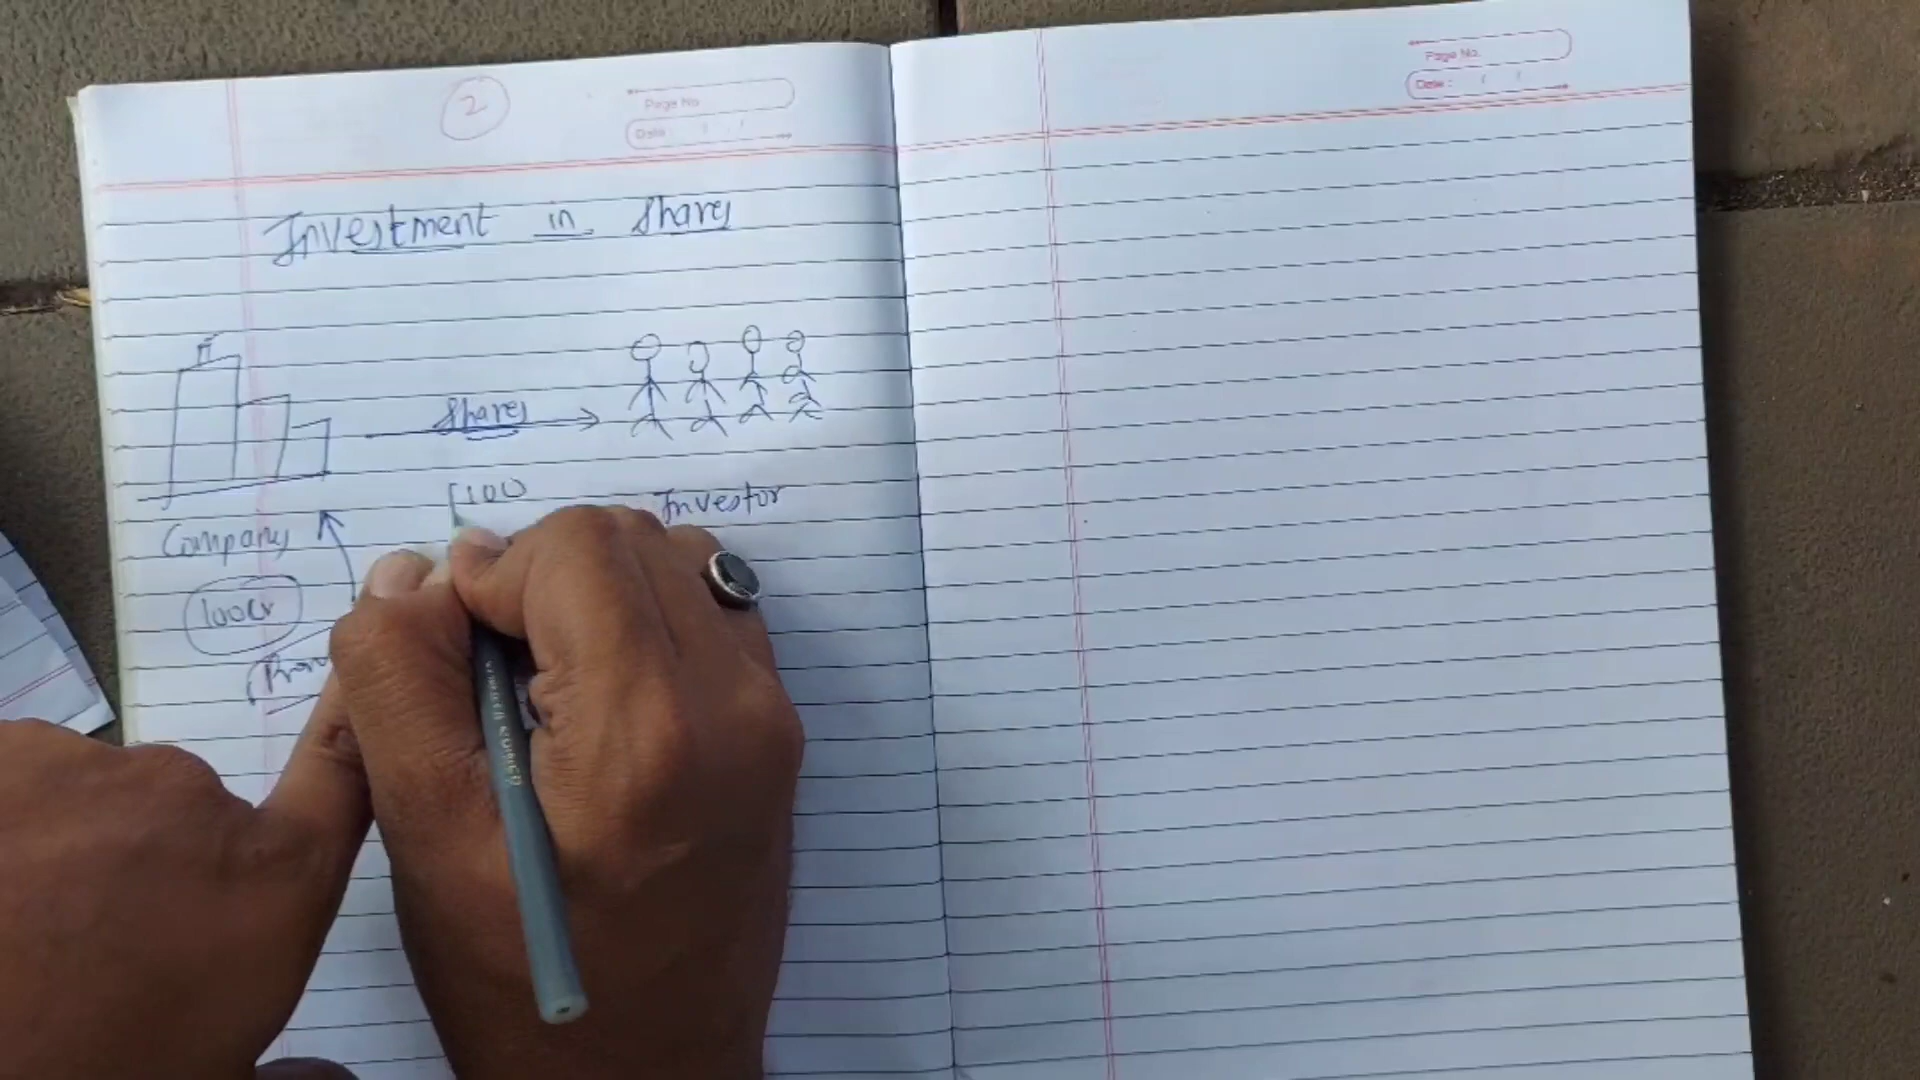 2
Page No.
Date :
Page No.
Date :
Investment in Shares
Shares
100
Investor
Company
100cr